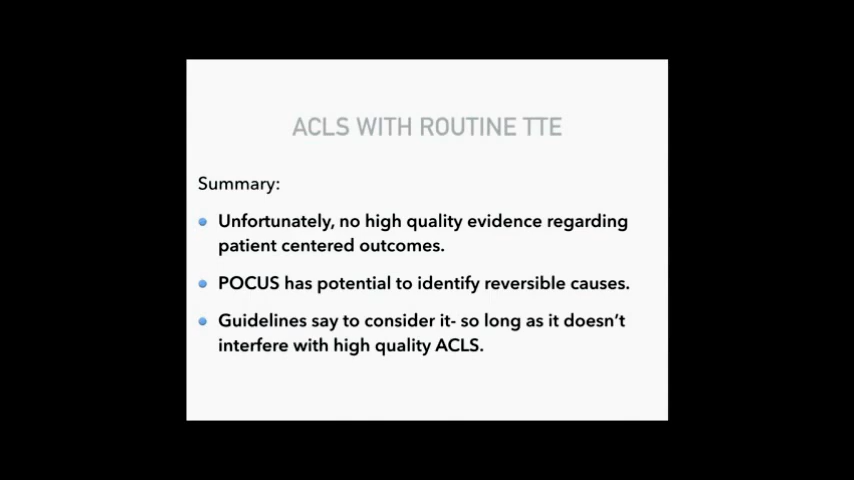 ACLS WITH ROUTINE TTE
Summary:
Unfortunately, no high quality evidence regarding
patient centered outcomes.
POCUS has potential to identify reversible causes.
Guidelines say to consider it- so long as it doesn't
interfere with high quality ACLS.